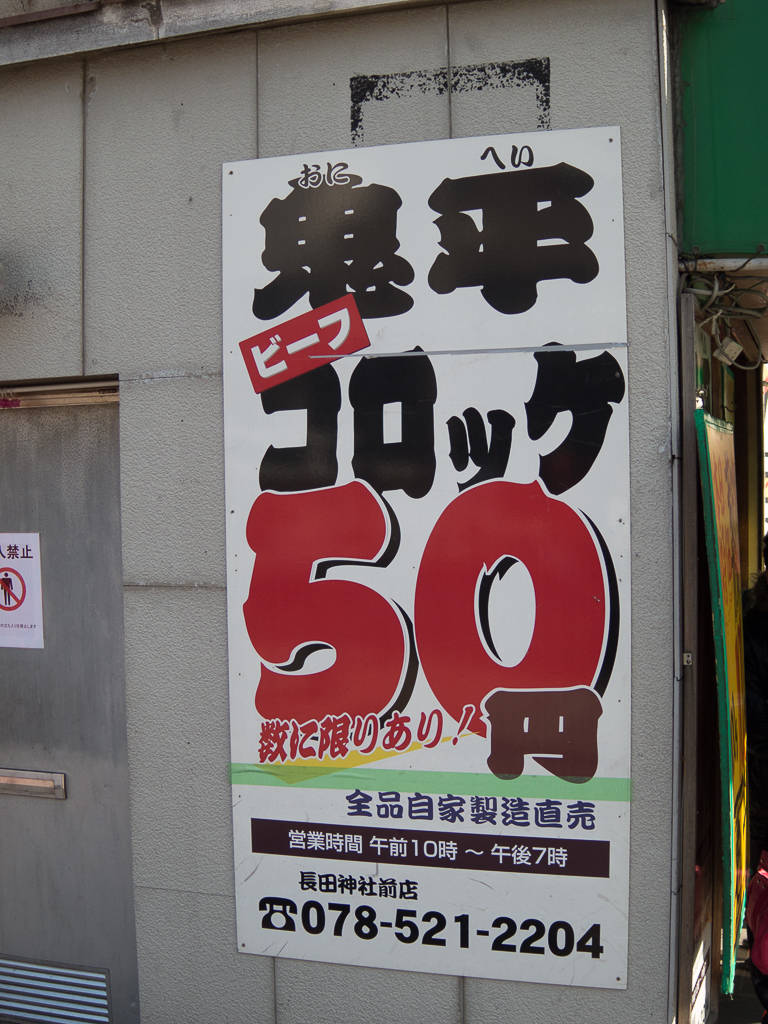 おに へい
鬼平
ビーフ
コロッケ
50円
数に限りあり!
全品自家製造直売
営業時間 午前10時 ～ 午後7時
長田神社前店
☎078-521-2204
入禁止